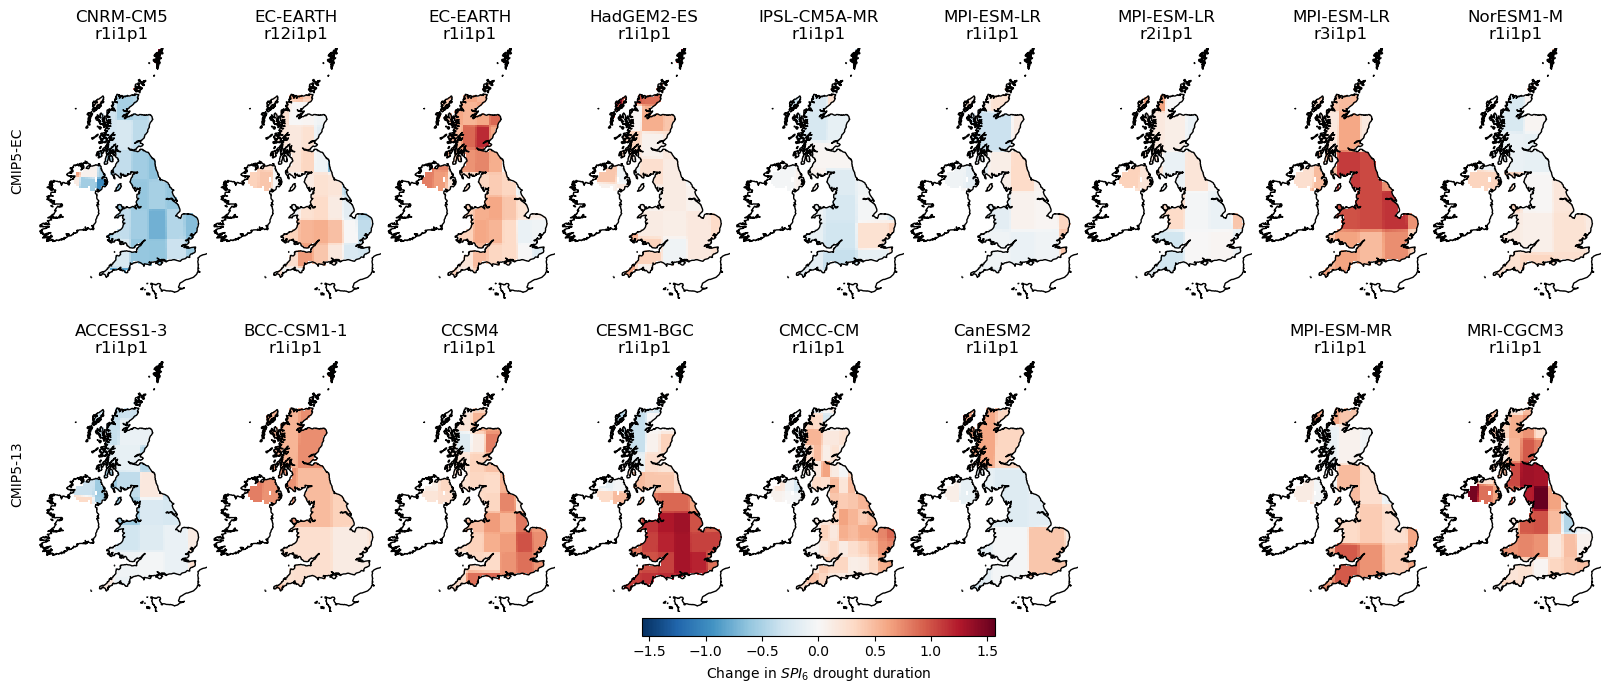 CNRM-CM5 EC-EARTH EC-EARTH HadGEM2-ES IPSL-CM5A-MR MPI-ESM-LR MPI-ESM-LR MPI-ESM-LR NorESM1-M
r1i1p1 r12i1p1 r1i1p1 r1i1p1 r1i1p1 r1i1p1 r2i1p1 r3i1p1 r1i1p1
CMIP5-EC
ACCESS1-3 BCC-CSM1-1 CCSM4 CESM1-BGC CMCC-CM CanESM2 MPI-ESM-MR MRI-CGCM3
r1i1p1 r1i1p1 r1i1p1 r1i1p1 r1i1p1 r1i1p1 r1i1p1 r1i1p1
CMIP5-13
−1.5 −1.0 −0.5 0.0 0.5 1.0 1.5
Change in SPI₆ drought duration